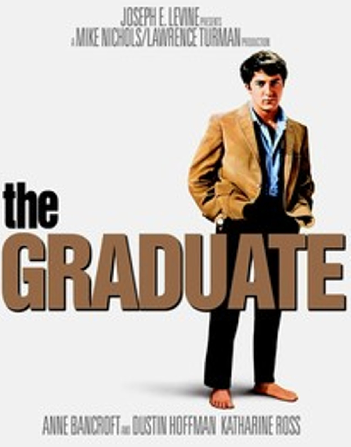 JOSEPH E. LEVINE PRESENTS
A MIKE NICHOLS/LAWRENCE TURMAN PRODUCTION
the
GRADUATE
ANNE BANCROFT AND DUSTIN HOFFMAN KATHARINE ROSS